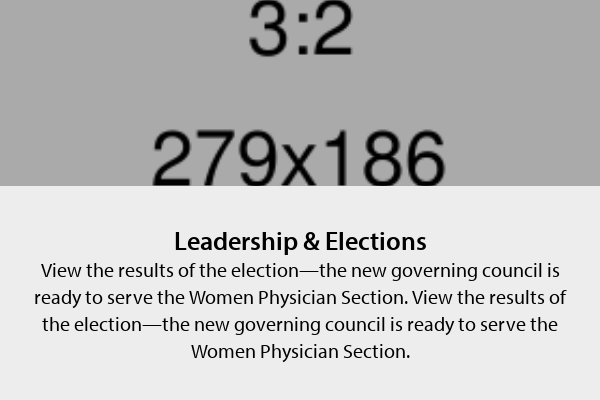 3:2
279x186
Leadership & Elections
View the results of the election—the new governing council is
ready to serve the Women Physician Section. View the results of
the election—the new governing council is ready to serve the
Women Physician Section.